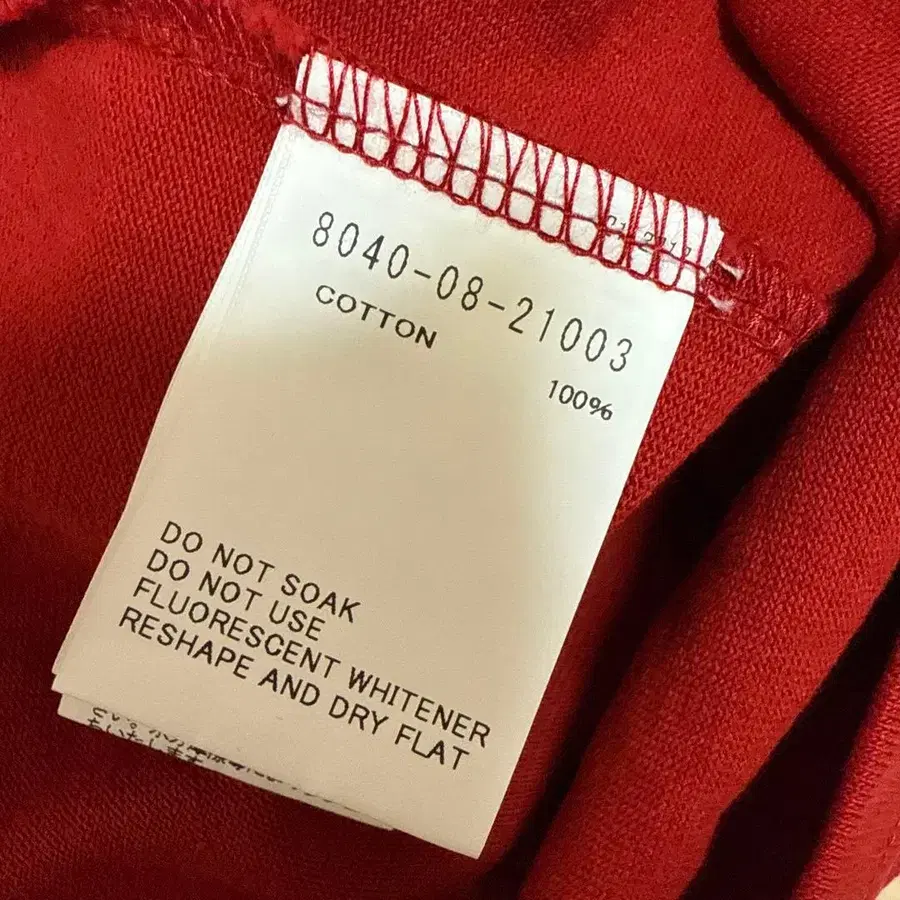 8040-08-21003
COTTON
100%
DO NOT SOAK
DO NOT USE
FLUORESCENT WHITENER
RESHAPE AND DRY FLAT